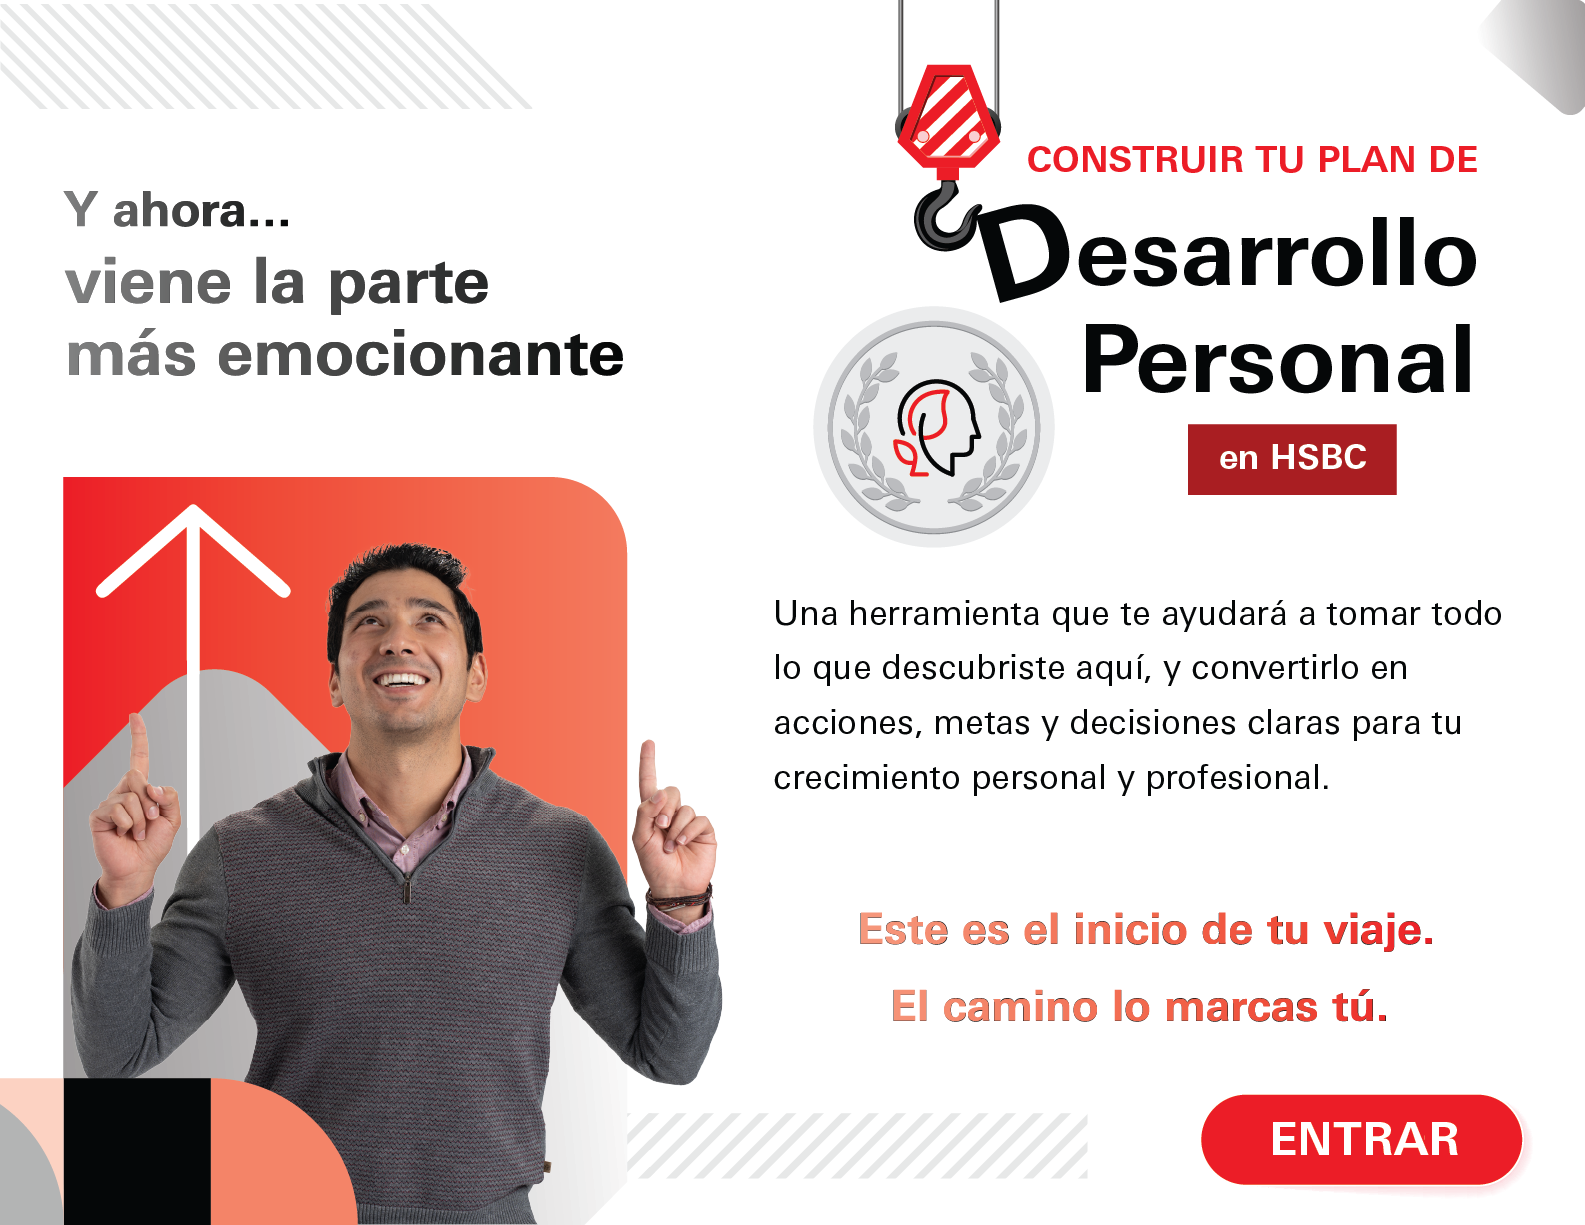 Y ahora...
viene la parte
más emocionante
CONSTRUIR TU PLAN DE
Desarrollo
Personal
en HSBC
Una herramienta que te ayudará a tomar todo
lo que descubriste aquí, y convertirlo en
acciones, metas y decisiones claras para tu
crecimiento personal y profesional.
Este es el inicio de tu viaje.
El camino lo marcas tú.
ENTRAR